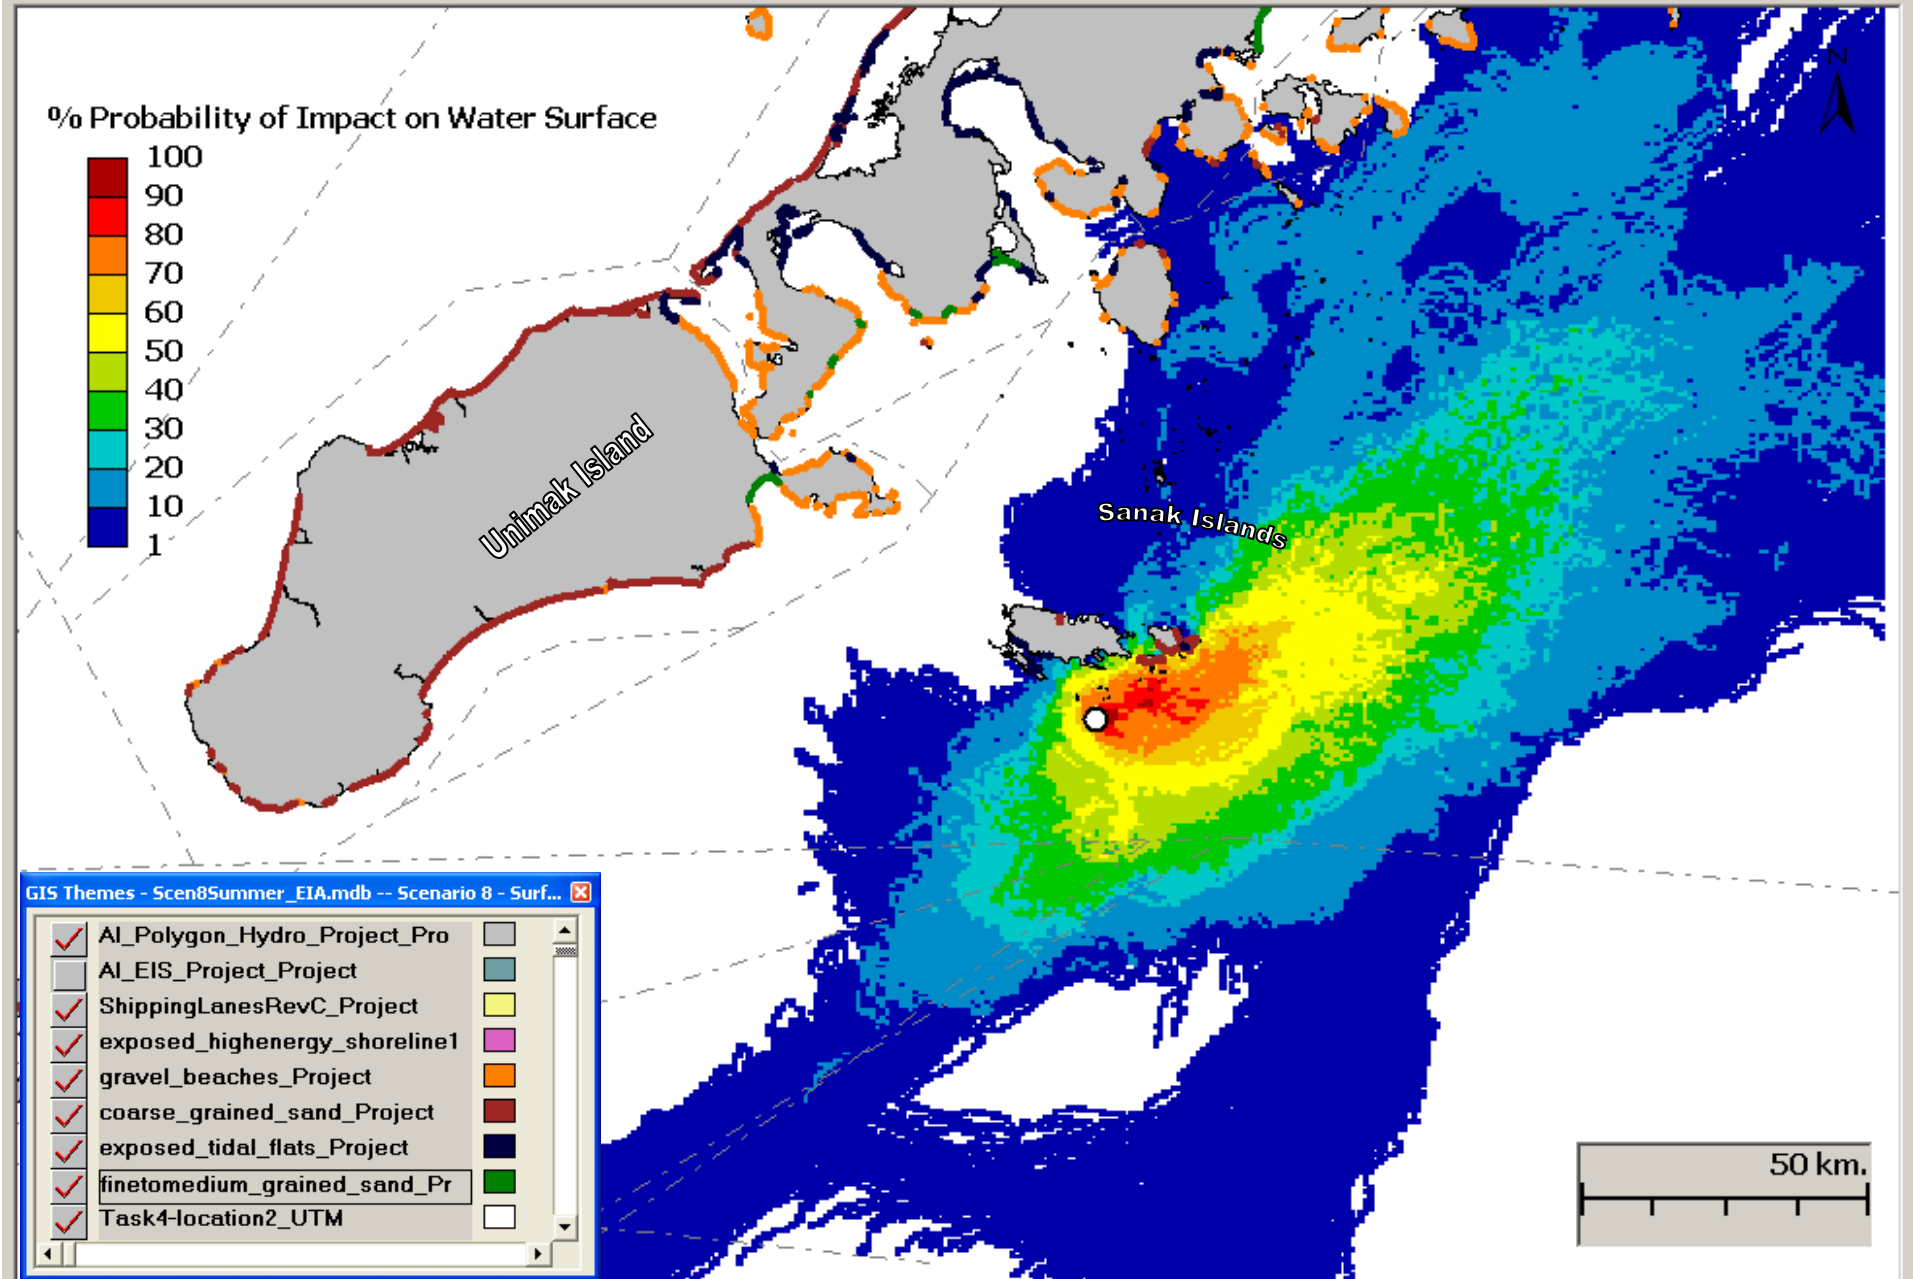 N
% Probability of Impact on Water Surface
100
90
80
70
60
50
40
30
20
10
1
Unimak Island
Sanak Islands
GIS Themes - Scen8Summer_EIA.mdb -- Scenario 8 - Surf...
AI_Polygon_Hydro_Project_Pro
AI_EIS_Project_Project
ShippingLanesRevC_Project
exposed_highenergy_shoreline1
gravel_beaches_Project
coarse_grained_sand_Project
exposed_tidal_flats_Project
finetomedium_grained_sand_Pr
Task4-location2_UTM
50 km.